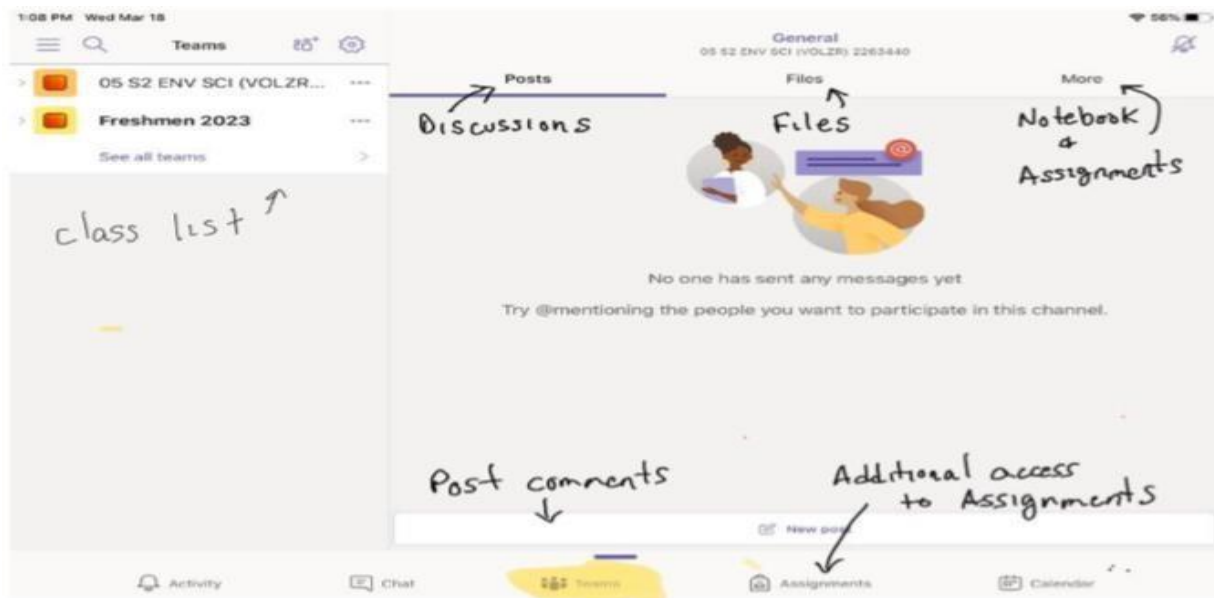 1:08 PM Wed Mar 18
56%
Teams
General
05 S2 ENV SCI (VOLZR) 2263440
05 S2 ENV SCI (VOLZR...
Freshmen 2023
See all teams
class list
Posts
Files
More
Discussions
Files
Notebook
&
Assignments
@
No one has sent any messages yet
Try @mentioning the people you want to participate in this channel.
Post comments
Additional access
to Assignments
New post
Activity
Chat
Teams
Assignments
Calendar